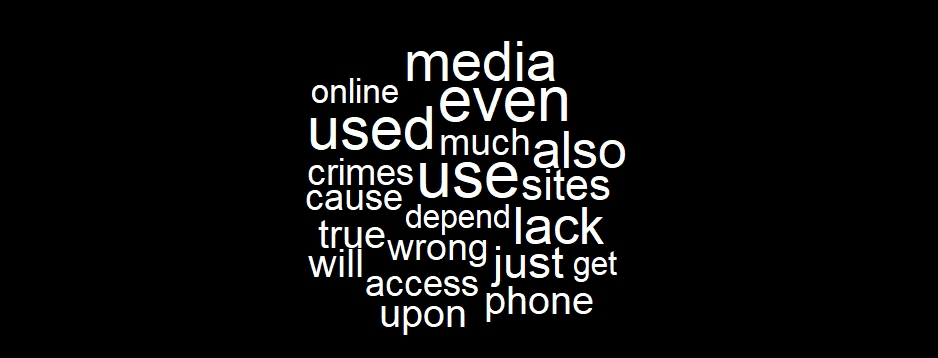 media
online even
used much also
crimes use sites
cause
depend lack
true wrong
will just get
access phone
upon